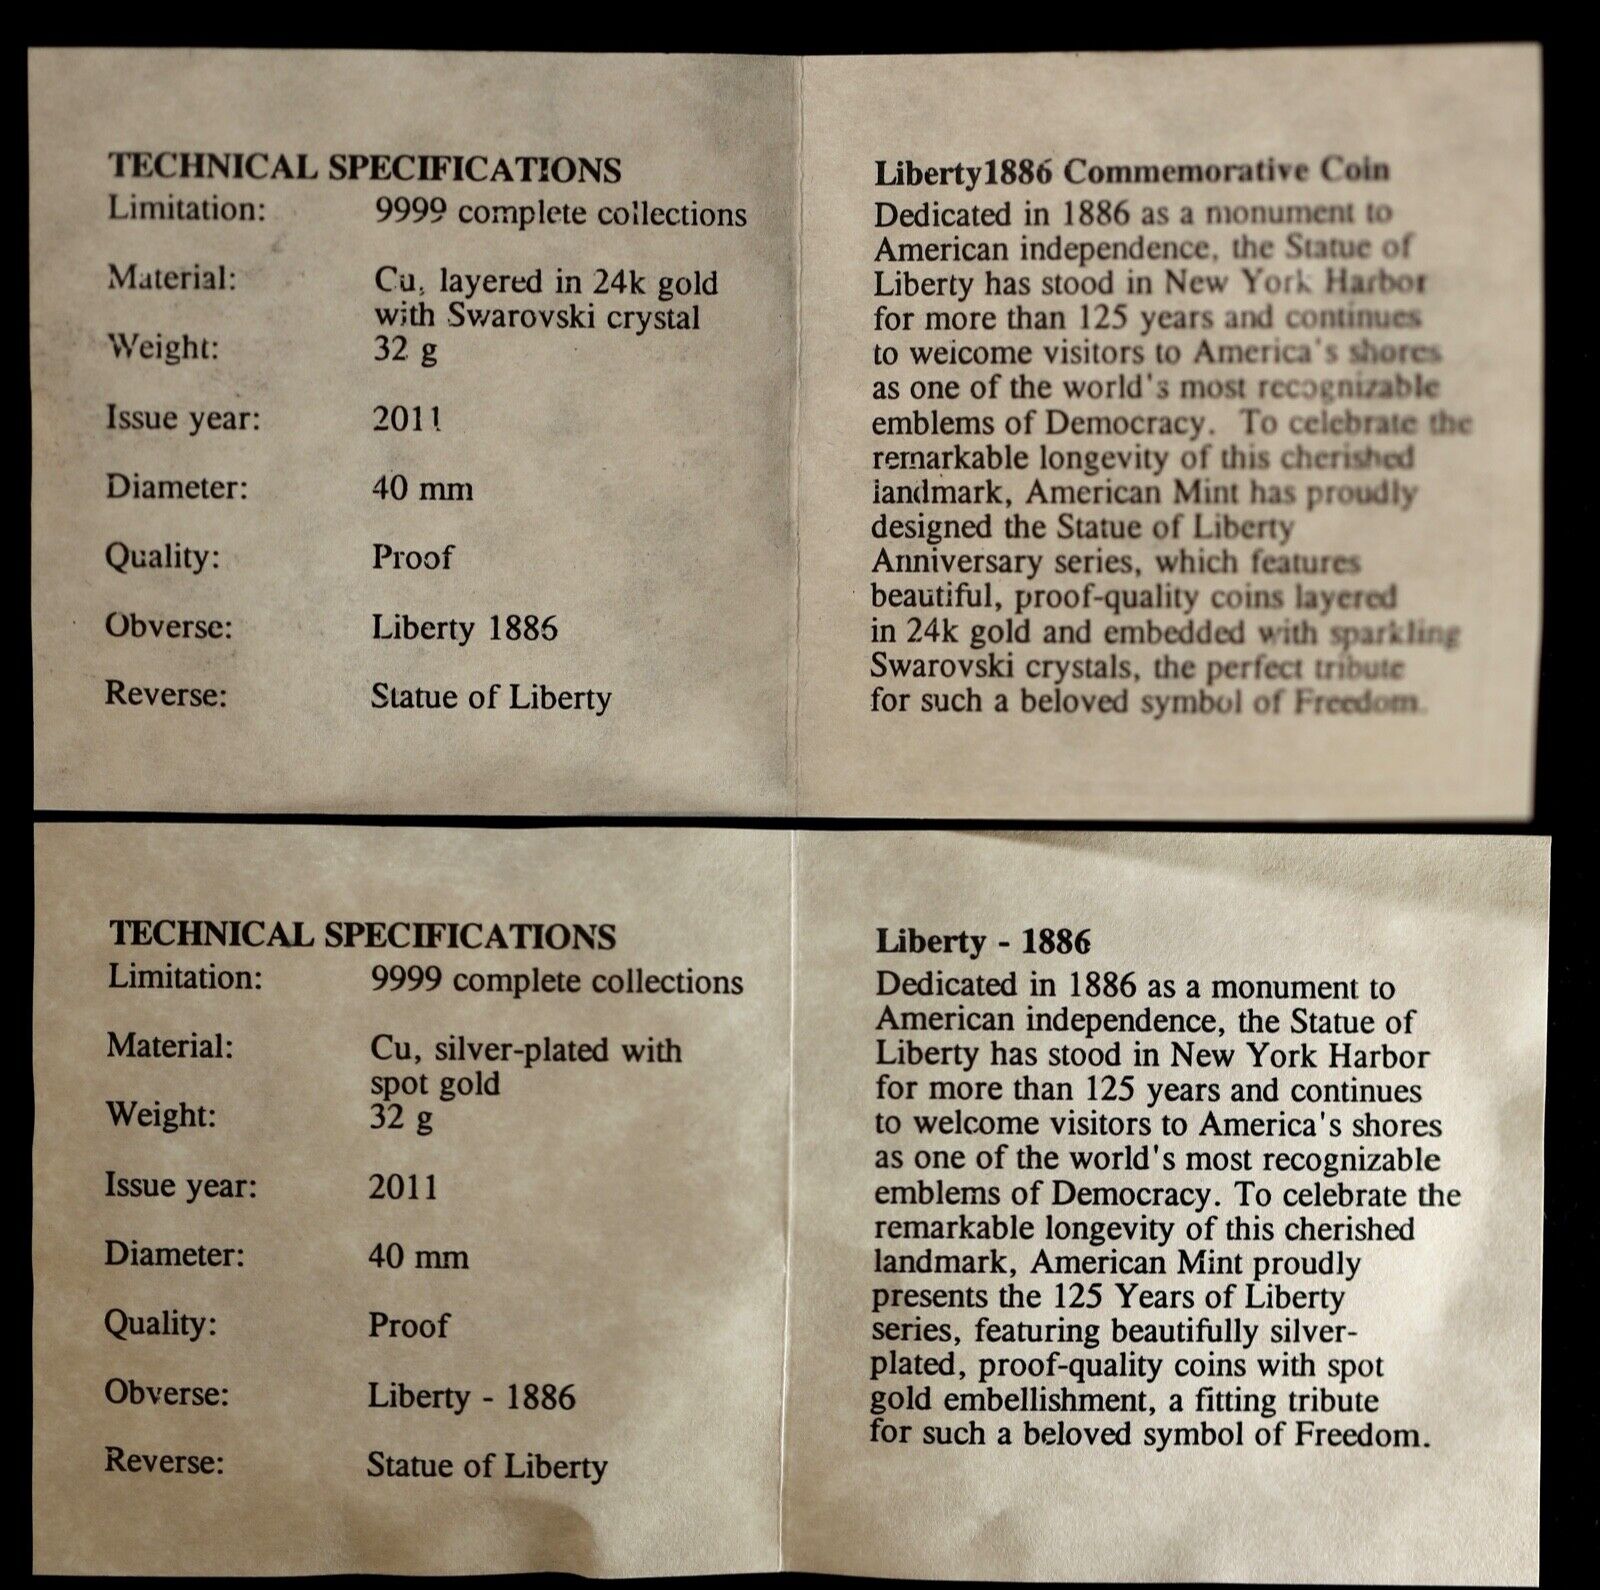 TECHNICAL SPECIFICATIONS
Limitation: 9999 complete collections
Material: Cu, layered in 24k gold
with Swarovski crystal
Weight: 32 g
Issue year: 2011
Diameter: 40 mm
Quality: Proof
Obverse: Liberty 1886
Reverse: Statue of Liberty
Liberty1886 Commemorative Coin
Dedicated in 1886 as a monument to
American independence, the Statue of
Liberty has stood in New York Harbor
for more than 125 years and continues
to welcome visitors to America's shores
as one of the world's most recognizable
emblems of Democracy. To celebrate the
remarkable longevity of this cherished
landmark, American Mint has proudly
designed the Statue of Liberty
Anniversary series, which features
beautiful, proof-quality coins layered
in 24k gold and embedded with sparkling
Swarovski crystals, the perfect tribute
for such a beloved symbol of Freedom.
TECHNICAL SPECIFICATIONS
Limitation: 9999 complete collections
Material: Cu, silver-plated with
spot gold
Weight: 32 g
Issue year: 2011
Diameter: 40 mm
Quality: Proof
Obverse: Liberty - 1886
Reverse: Statue of Liberty
Liberty - 1886
Dedicated in 1886 as a monument to
American independence, the Statue of
Liberty has stood in New York Harbor
for more than 125 years and continues
to welcome visitors to America's shores
as one of the world's most recognizable
emblems of Democracy. To celebrate the
remarkable longevity of this cherished
landmark, American Mint proudly
presents the 125 Years of Liberty
series, featuring beautifully silver-
plated, proof-quality coins with spot
gold embellishment, a fitting tribute
for such a beloved symbol of Freedom.